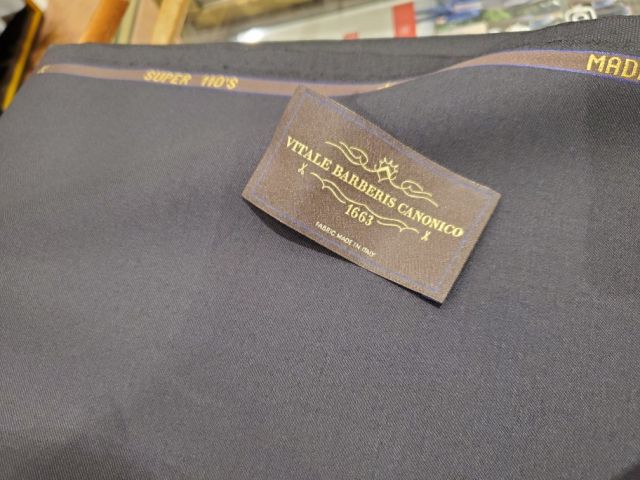 SUPER 110'S
MADE
VITALE BARBERIS CANONICO
1663
FABRIC MADE IN ITALY